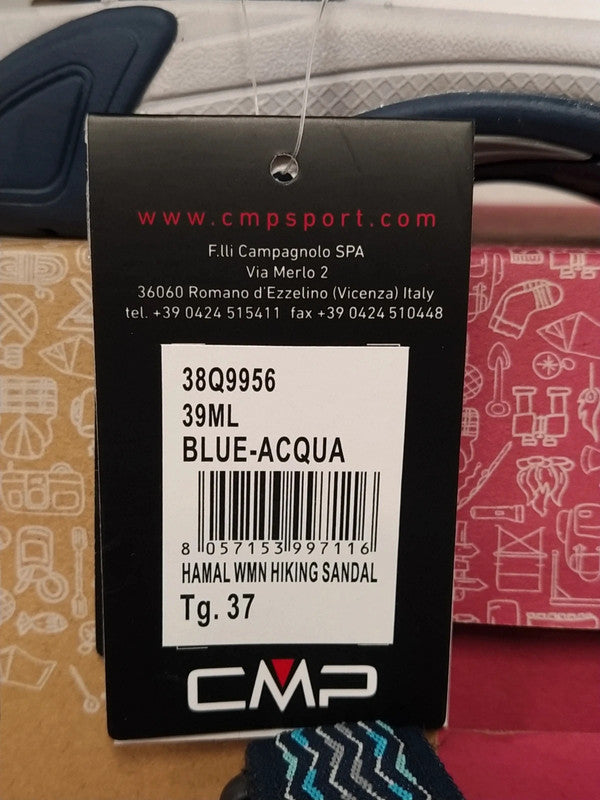 www.cmpsport.com
F.lli Campagnolo SPA
Via Merlo 2
36060 Romano d'Ezzelino (Vicenza) Italy
tel. +39 0424 515411 fax +39 0424 510448
38Q9956
39ML
BLUE-ACQUA
8 057153 997116
HAMAL WMN HIKING SANDAL
Tg. 37
CMP